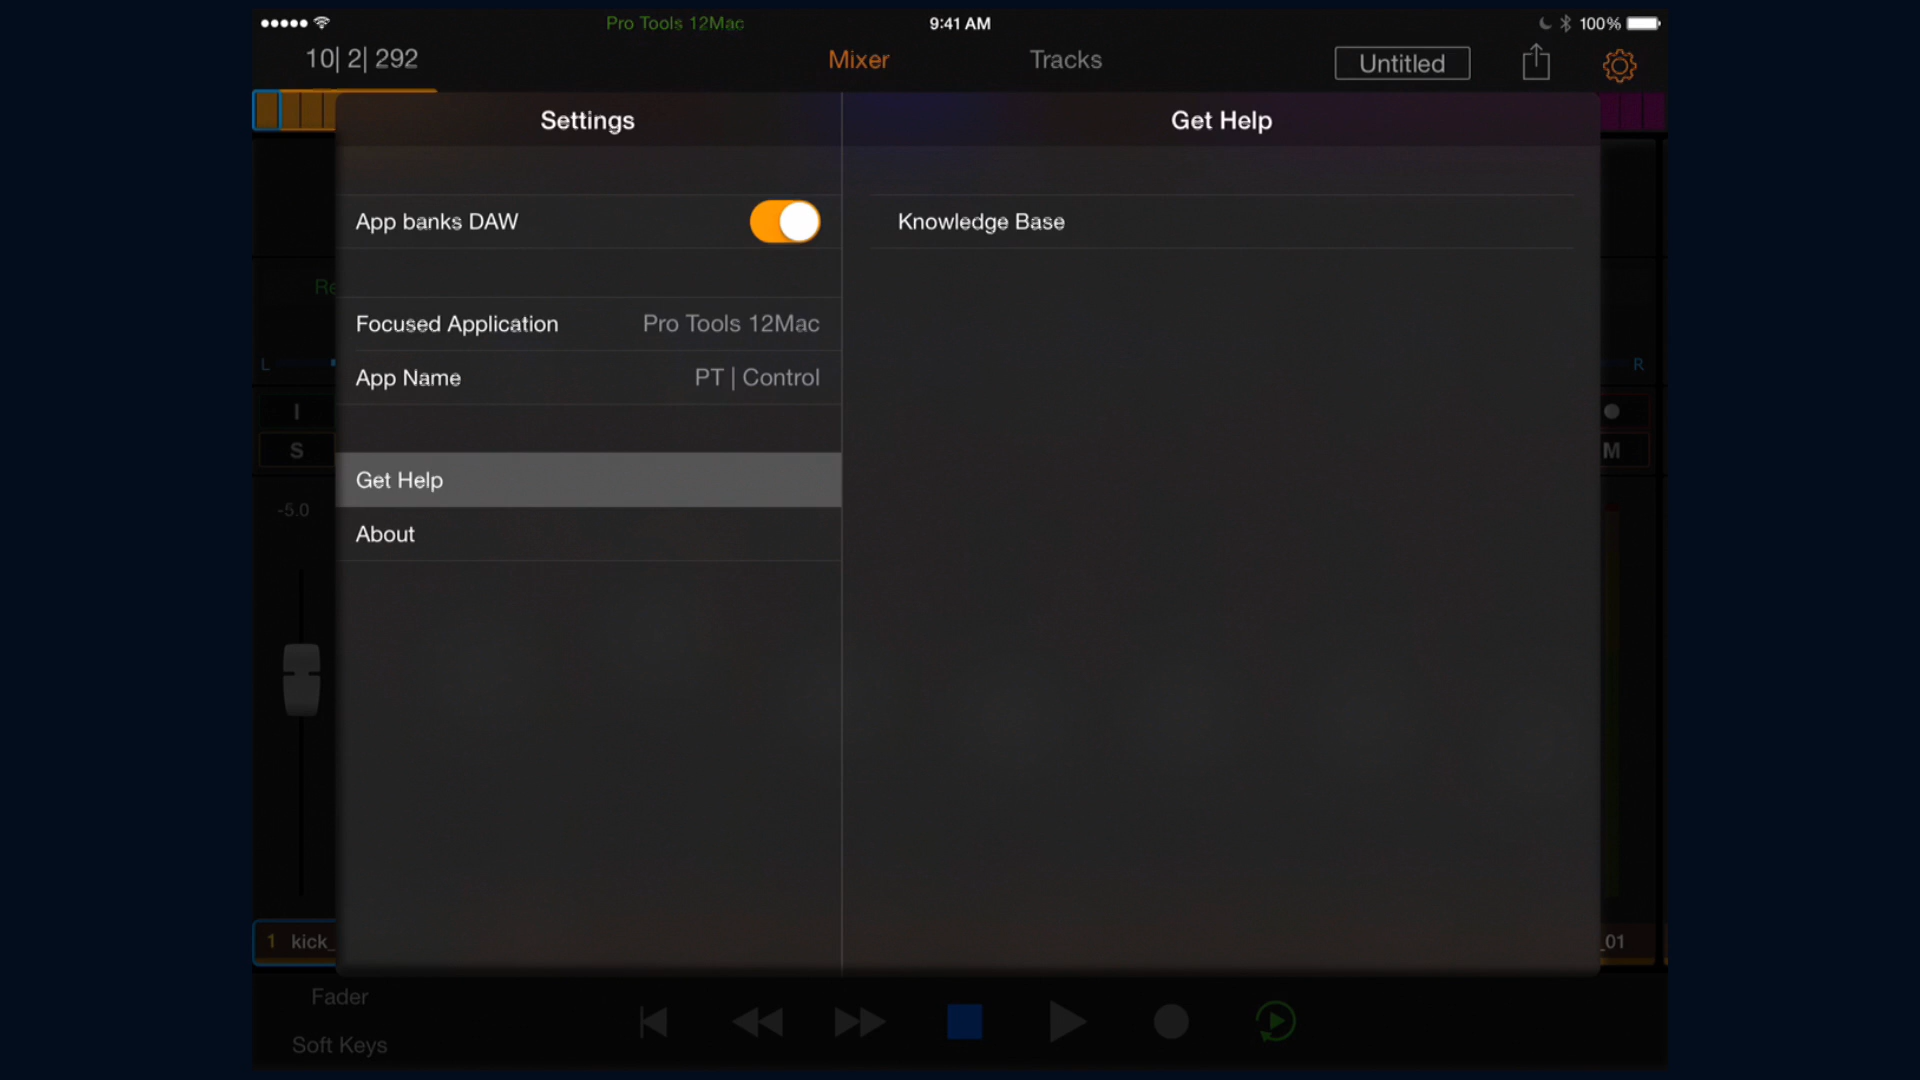 Pro Tools 12Mac
9:41 AM
100%
10| 2| 292
Mixer
Tracks
Untitled
Settings
Get Help
App banks DAW
Knowledge Base
Re
Focused Application
Pro Tools 12Mac
L
R
App Name
PT | Control
I
S
M
Get Help
-5.0
About
1 kick_
_01
Fader
Soft Keys